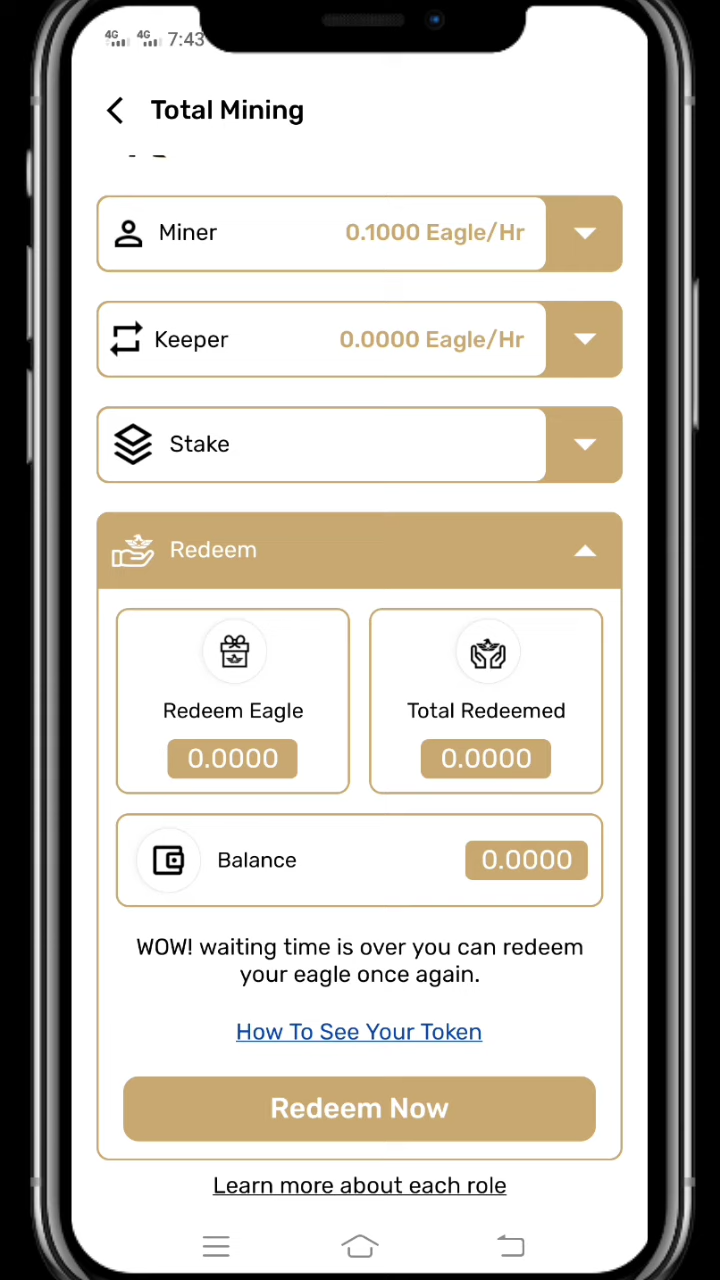 4G 4G 7:43
Total Mining
Miner 0.1000 Eagle/Hr
Keeper 0.0000 Eagle/Hr
Stake
Redeem
Redeem Eagle Total Redeemed
0.0000 0.0000
Balance 0.0000
WOW! waiting time is over you can redeem
your eagle once again.
How To See Your Token
Redeem Now
Learn more about each role